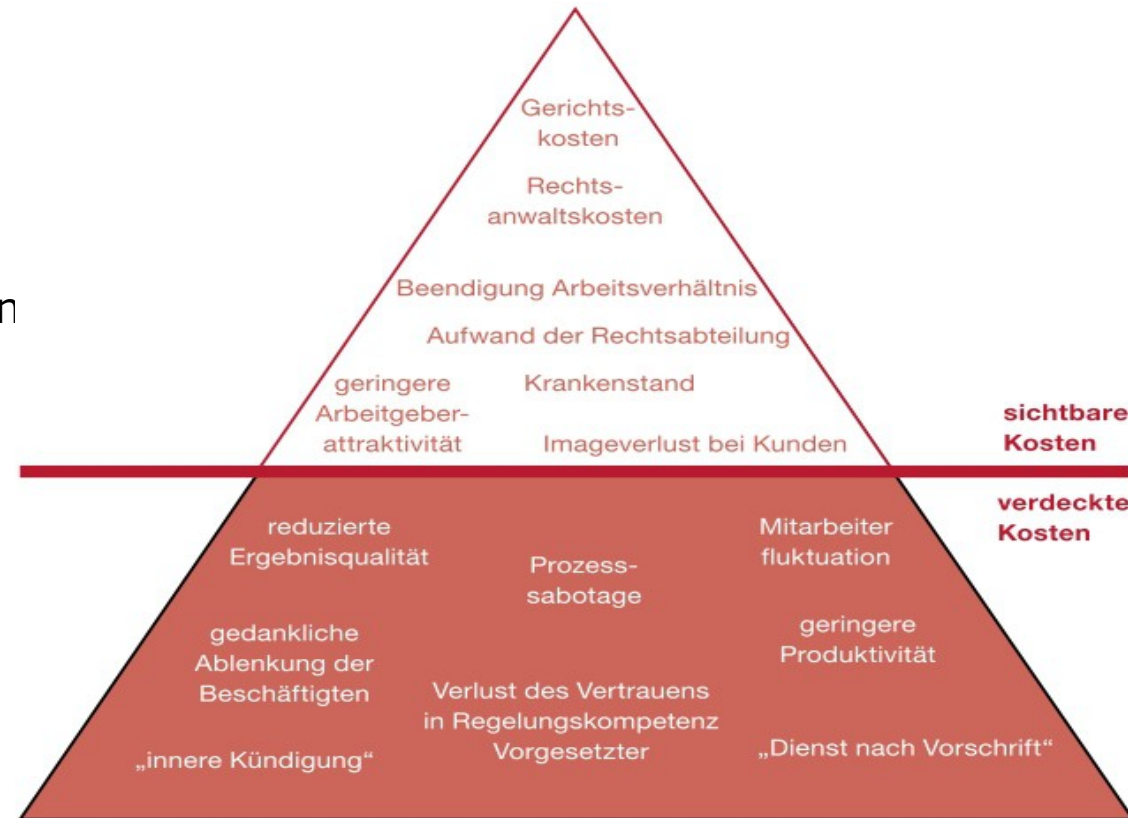 Gerichts-
kosten
Rechts-
anwaltskosten
Beendigung Arbeitsverhältnis
n
Aufwand der Rechtsabteilung
geringere
Arbeitgeber-
attraktivität
Krankenstand
Imageverlust bei Kunden
sichtbare
Kosten
verdeckte
Kosten
reduzierte
Ergebnisqualität
Prozess-
sabotage
Mitarbeiter
fluktuation
gedankliche
Ablenkung der
Beschäftigten
Verlust des Vertrauens
in Regelungskompetenz
Vorgesetzter
geringere
Produktivität
„innere Kündigung“
„Dienst nach Vorschrift“